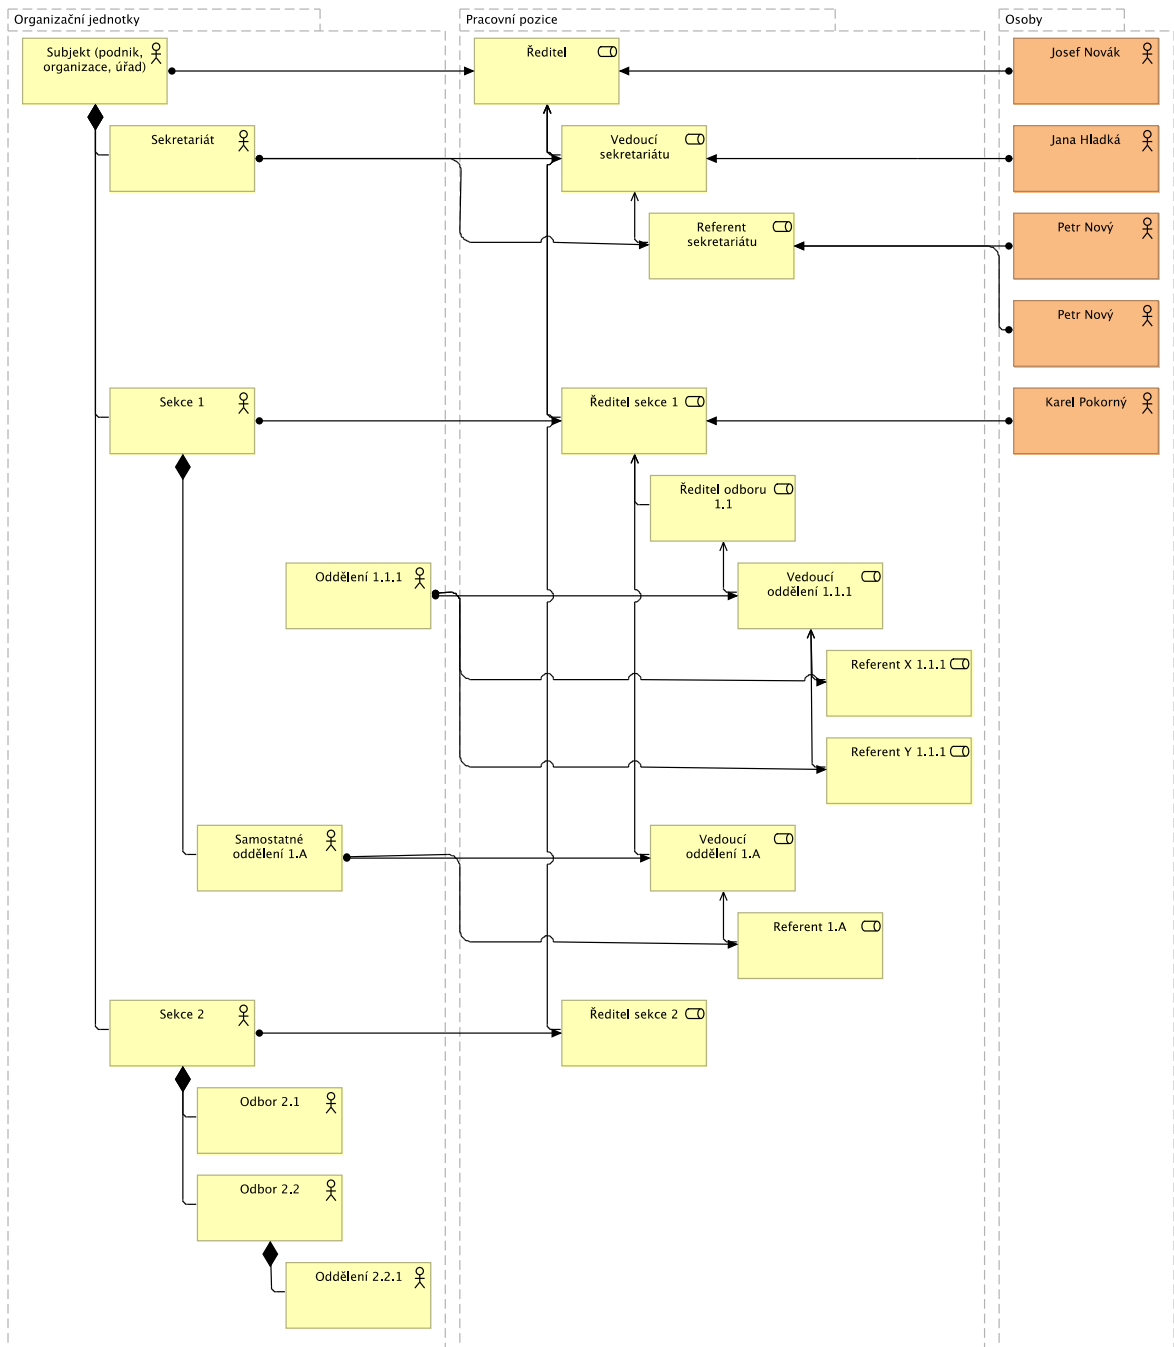 Organizační jednotky
Pracovní pozice
Osoby
Subjekt (podnik,
organizace, úřad)
Ředitel
Josef Novák
Sekretariát
Vedoucí
sekretariátu
Jana Hladká
Referent
sekretariátu
Petr Nový
Petr Nový
Sekce 1
Ředitel sekce 1
Karel Pokorný
Ředitel odboru
1.1
Oddělení 1.1.1
Vedoucí
oddělení 1.1.1
Referent X 1.1.1
Referent Y 1.1.1
Samostatné
oddělení 1.A
Vedoucí
oddělení 1.A
Referent 1.A
Sekce 2
Ředitel sekce 2
Odbor 2.1
Odbor 2.2
Oddělení 2.2.1